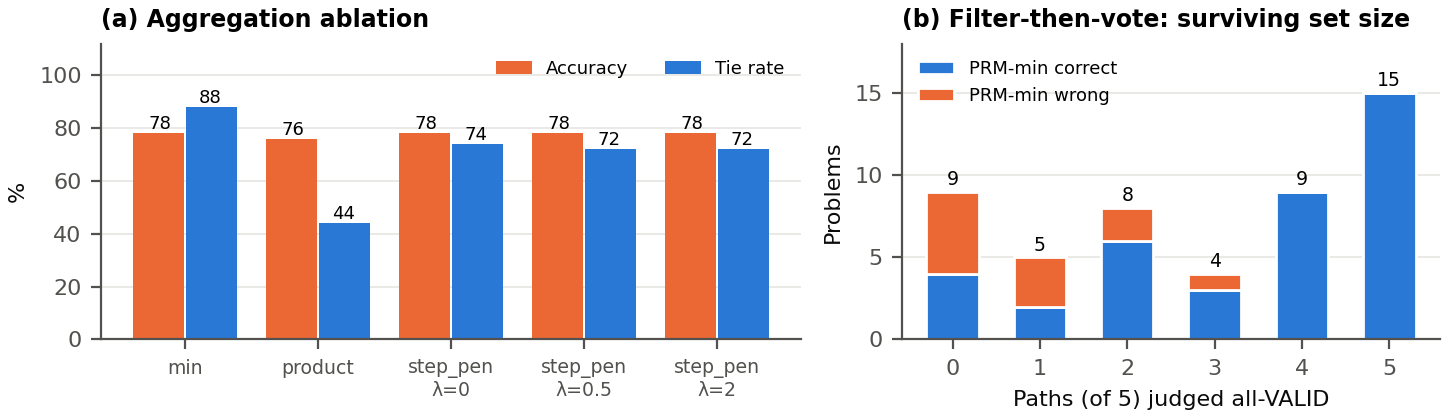 (a) Aggregation ablation
Accuracy
Tie rate
%
100
80
60
40
20
0
78
88
76
44
78
74
78
72
78
72
min
product
step_pen
λ=0
step_pen
λ=0.5
step_pen
λ=2
(b) Filter-then-vote: surviving set size
PRM-min correct
PRM-min wrong
Problems
15
10
5
0
9
5
8
4
9
15
0
1
2
3
4
5
Paths (of 5) judged all-VALID